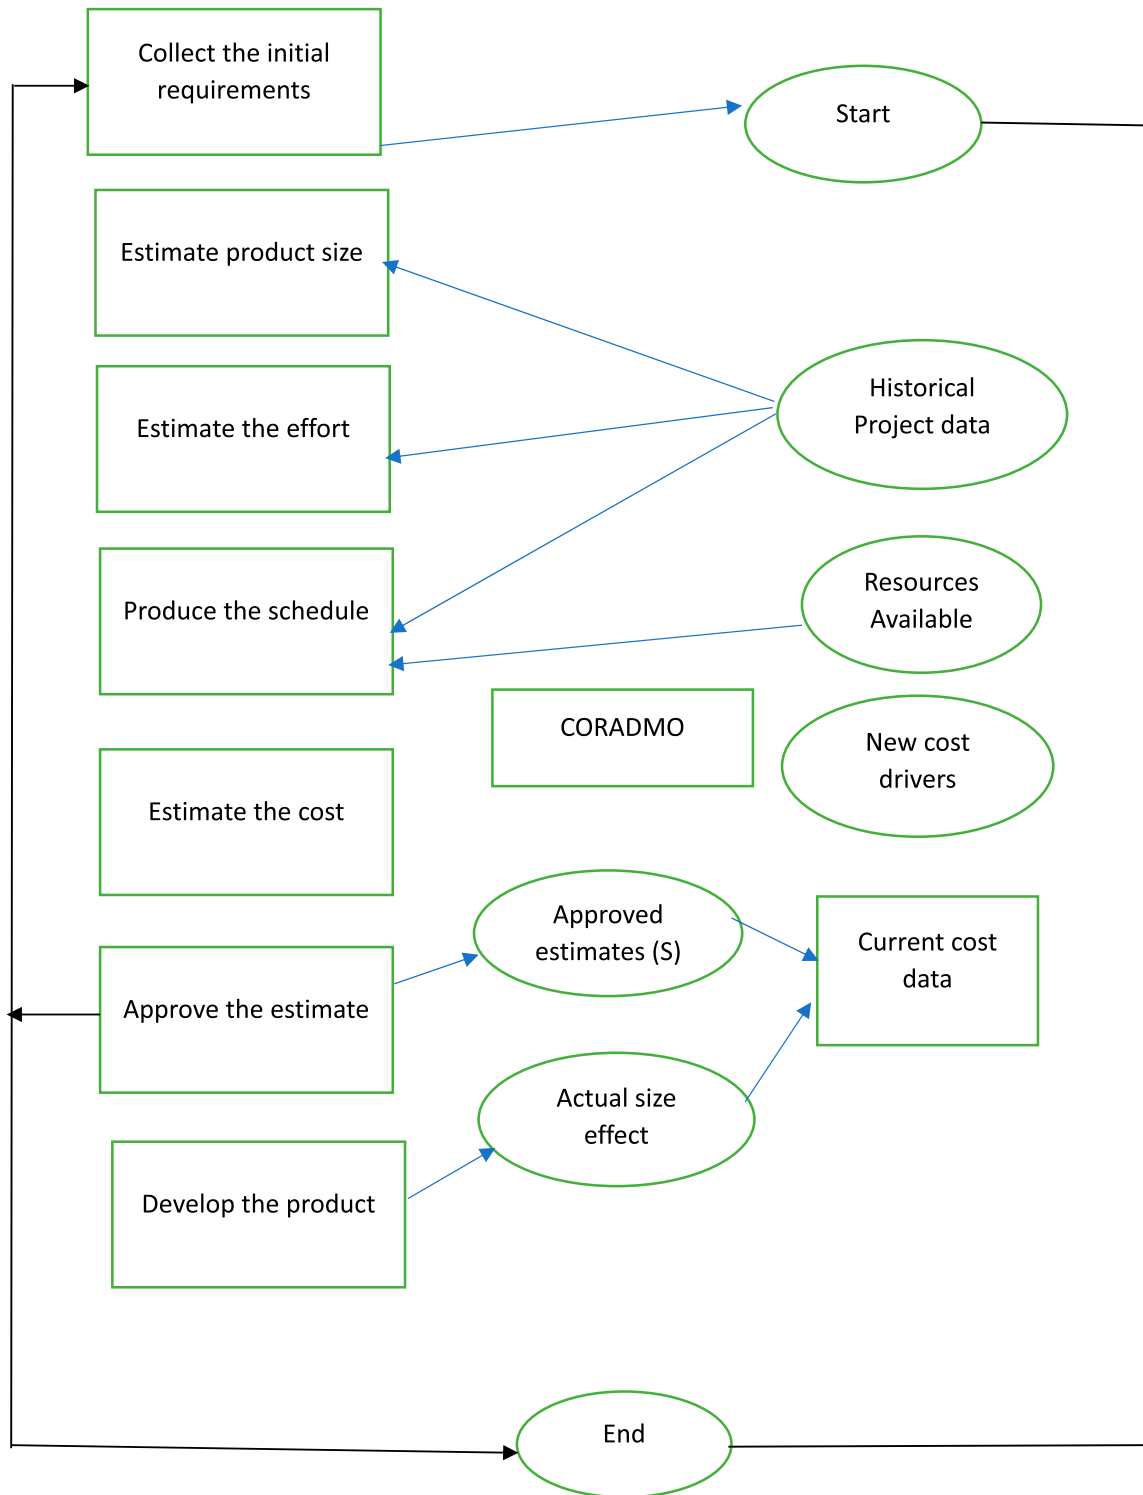 Collect the initial
requirements
Start
Estimate product size
Historical
Project data
Estimate the effort
Resources
Available
Produce the schedule
CORADMO
New cost
drivers
Estimate the cost
Approved
estimates (S)
Current cost
data
Approve the estimate
Actual size
effect
Develop the product
End